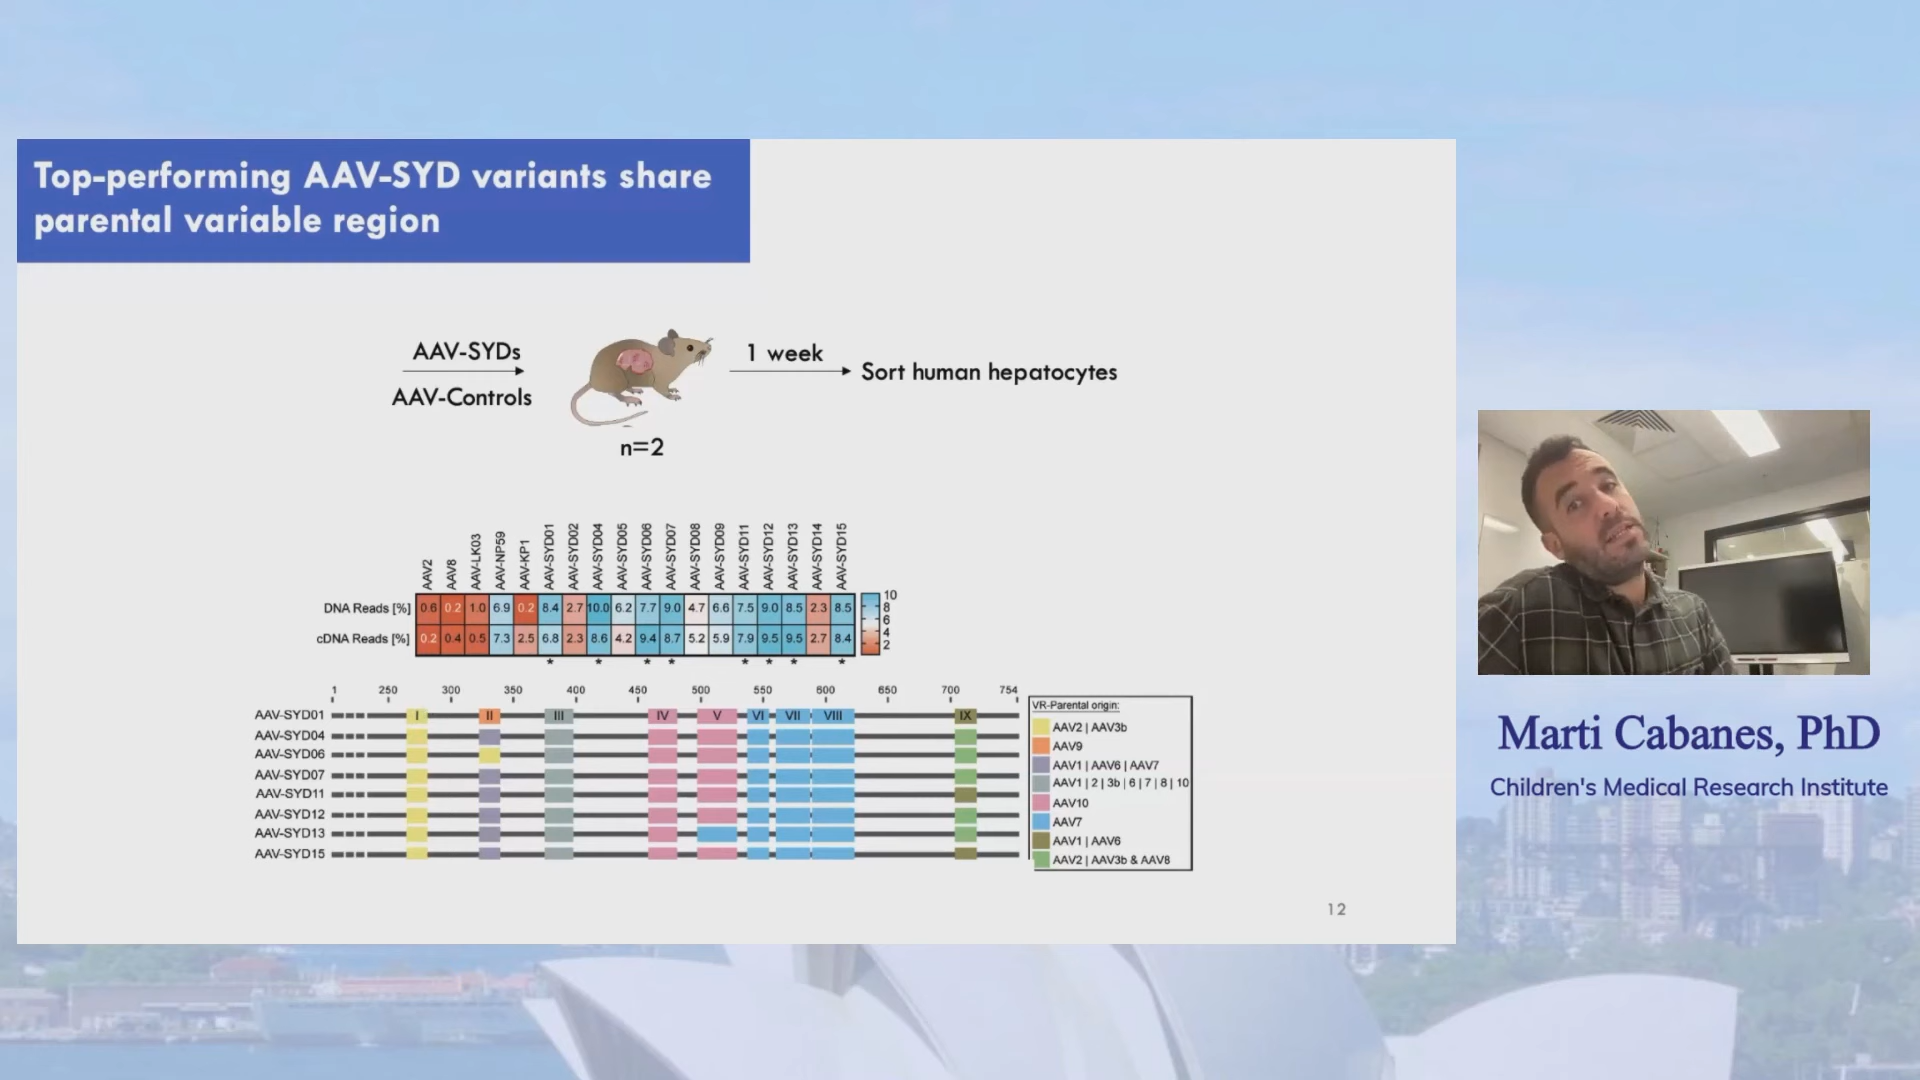 Top-performing AAV-SYD variants share
parental variable region
AAV-SYDs
AAV-Controls
n=2
1 week
Sort human hepatocytes
AAV2
AAV8
AAV-LK03
AAV-NP59
AAV-KP1
AAV-SYD01
AAV-SYD02
AAV-SYD04
AAV-SYD05
AAV-SYD06
AAV-SYD07
AAV-SYD08
AAV-SYD09
AAV-SYD11
AAV-SYD12
AAV-SYD13
AAV-SYD14
AAV-SYD15
DNA Reads [%] 0.6 0.2 1.0 6.9 0.2 8.4 2.7 10.0 6.2 7.7 9.0 4.7 6.6 7.5 9.0 8.5 2.3 8.5
cDNA Reads [%] 0.2 0.4 0.5 7.3 2.5 6.8 2.3 8.6 4.2 9.4 8.7 5.2 5.9 7.9 9.5 9.5 2.7 8.4
* * * * * * * *
10
8
6
4
2
1 250 300 350 400 450 500 550 600 650 700 754
AAV-SYD01 I II III IV V VI VII VIII IX
AAV-SYD04
AAV-SYD06
AAV-SYD07
AAV-SYD11
AAV-SYD12
AAV-SYD13
AAV-SYD15
VR-Parental origin:
AAV2 | AAV3b
AAV9
AAV1 | AAV6 | AAV7
AAV1 | 2 | 3b | 6 | 7 | 8 | 10
AAV10
AAV7
AAV1 | AAV6
AAV2 | AAV3b & AAV8
12
Marti Cabanes, PhD
Children's Medical Research Institute